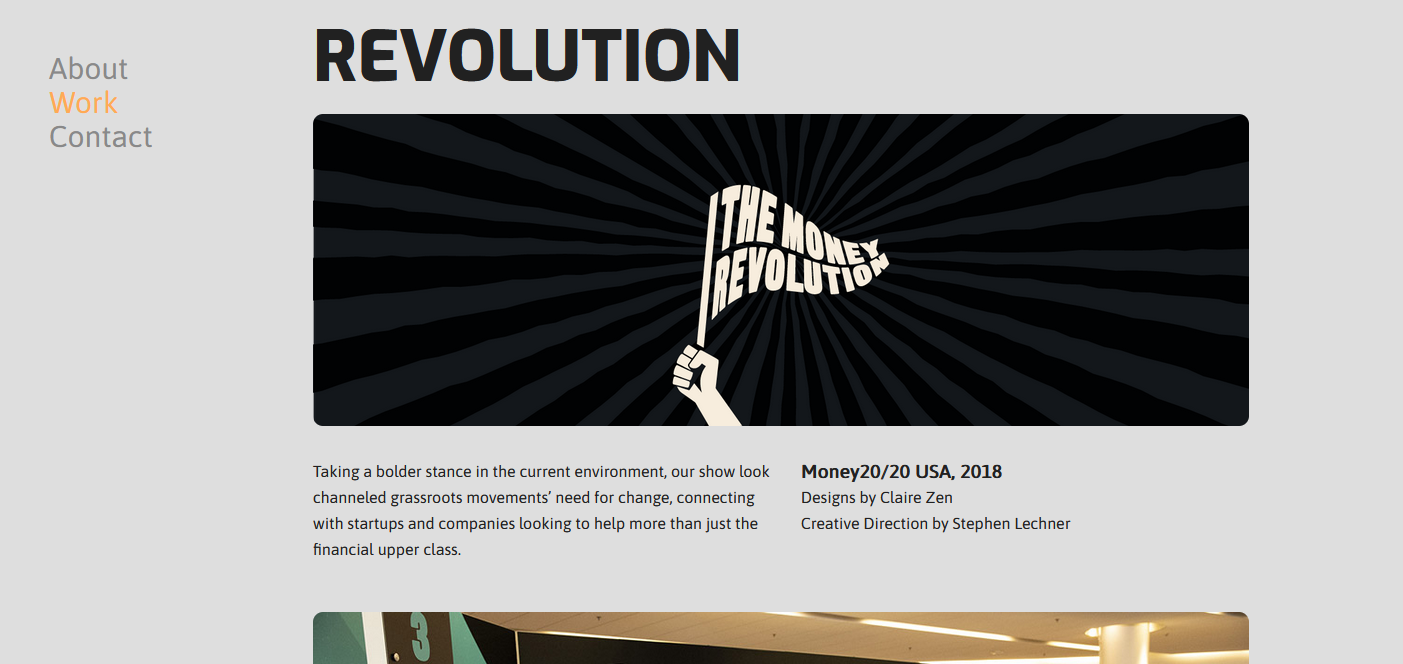 About
Work
Contact
REVOLUTION
THE MONEY
REVOLUTION
Taking a bolder stance in the current environment, our show look
channeled grassroots movements’ need for change, connecting
with startups and companies looking to help more than just the
financial upper class.
Money20/20 USA, 2018
Designs by Claire Zen
Creative Direction by Stephen Lechner
3